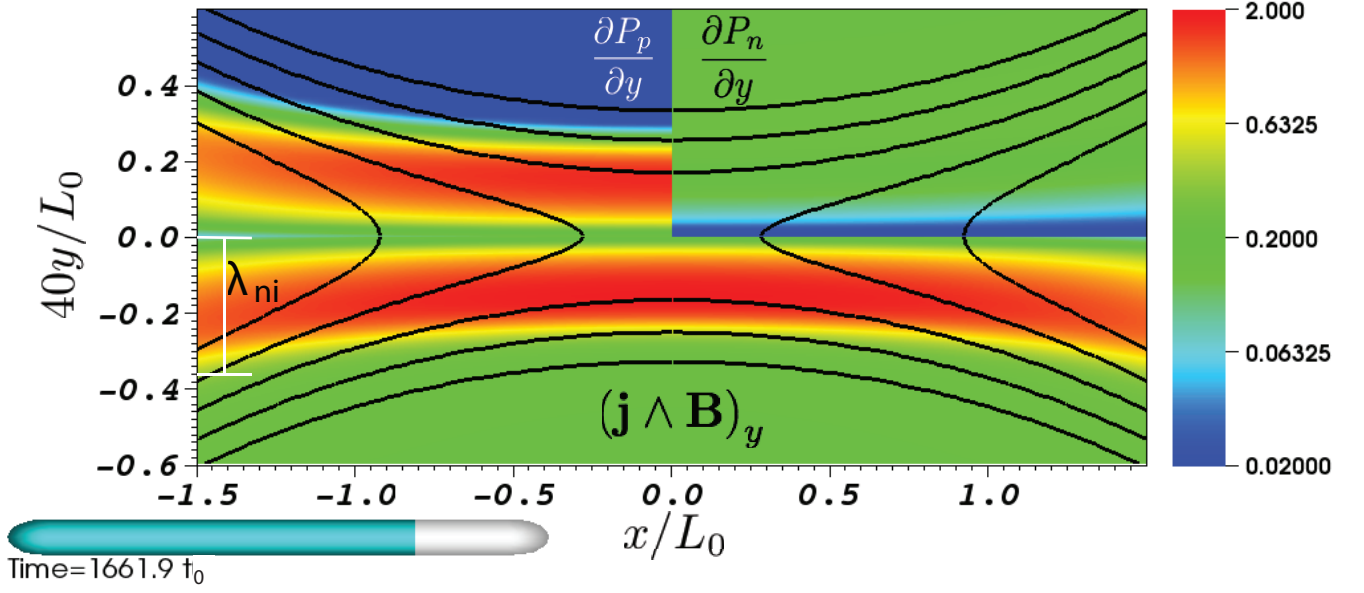 ∂P_p/∂y ∂P_n/∂y
2.000
0.6325
0.2000
0.06325
0.02000
40y/L_0
0.4
0.2
0.0
-0.2
-0.4
-0.6
λ_ni
(j ∧ B)_y
-1.5 -1.0 -0.5 0.0 0.5 1.0
x/L_0
Time=1661.9 t_0